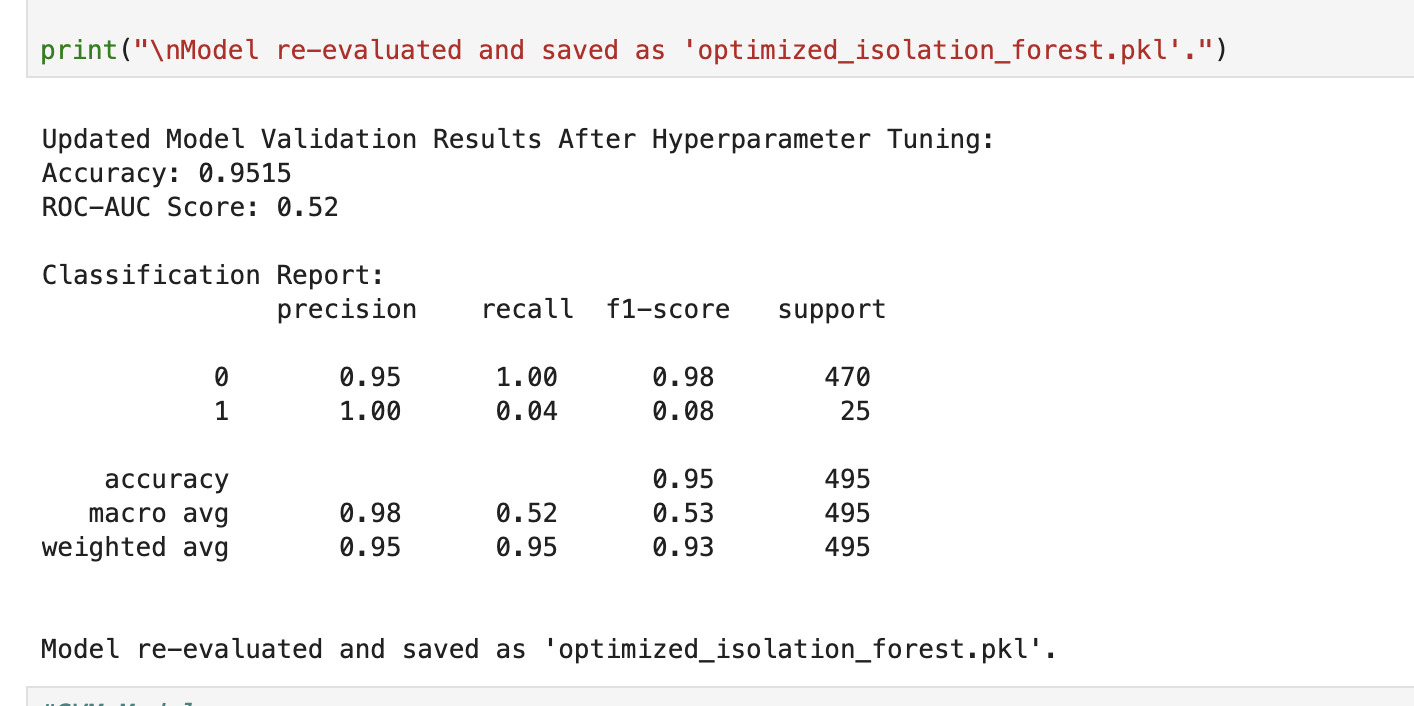 print("\nModel re-evaluated and saved as 'optimized_isolation_forest.pkl'.")
Updated Model Validation Results After Hyperparameter Tuning:
Accuracy: 0.9515
ROC-AUC Score: 0.52
Classification Report:
precision recall f1-score support
0 0.95 1.00 0.98 470
1 1.00 0.04 0.08 25
accuracy 0.95 495
macro avg 0.98 0.52 0.53 495
weighted avg 0.95 0.95 0.93 495
Model re-evaluated and saved as 'optimized_isolation_forest.pkl'.